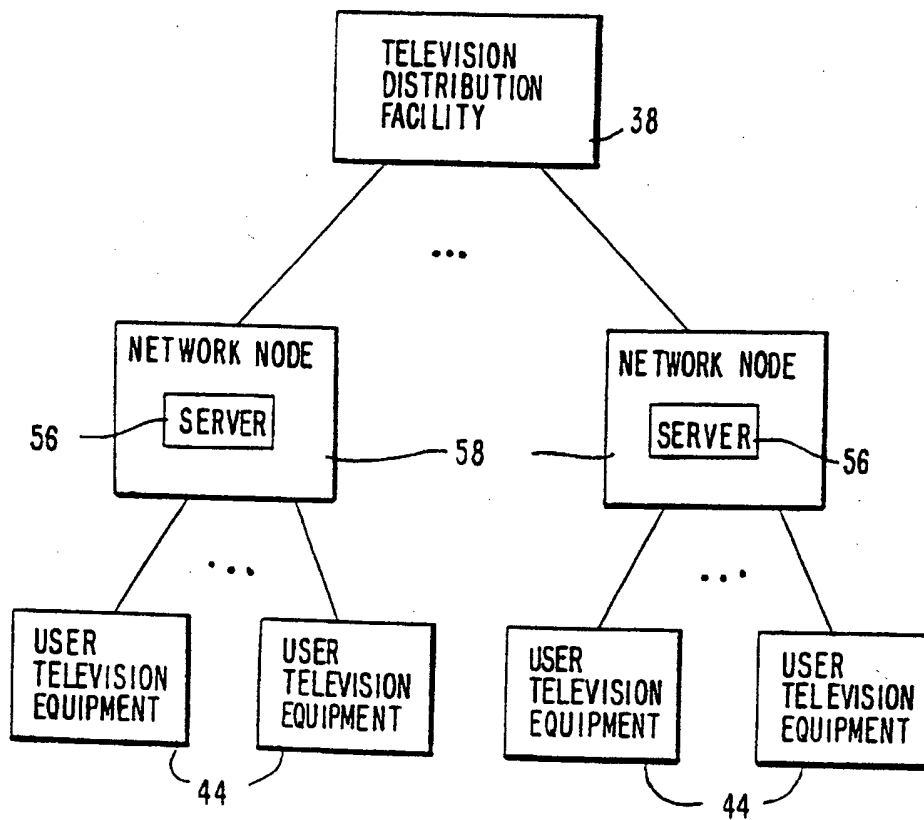 TELEVISION
DISTRIBUTION
FACILITY
38
...
NETWORK NODE
SERVER
56
58
NETWORK NODE
SERVER
56
...
...
USER
TELEVISION
EQUIPMENT
USER
TELEVISION
EQUIPMENT
44
USER
TELEVISION
EQUIPMENT
USER
TELEVISION
EQUIPMENT
44